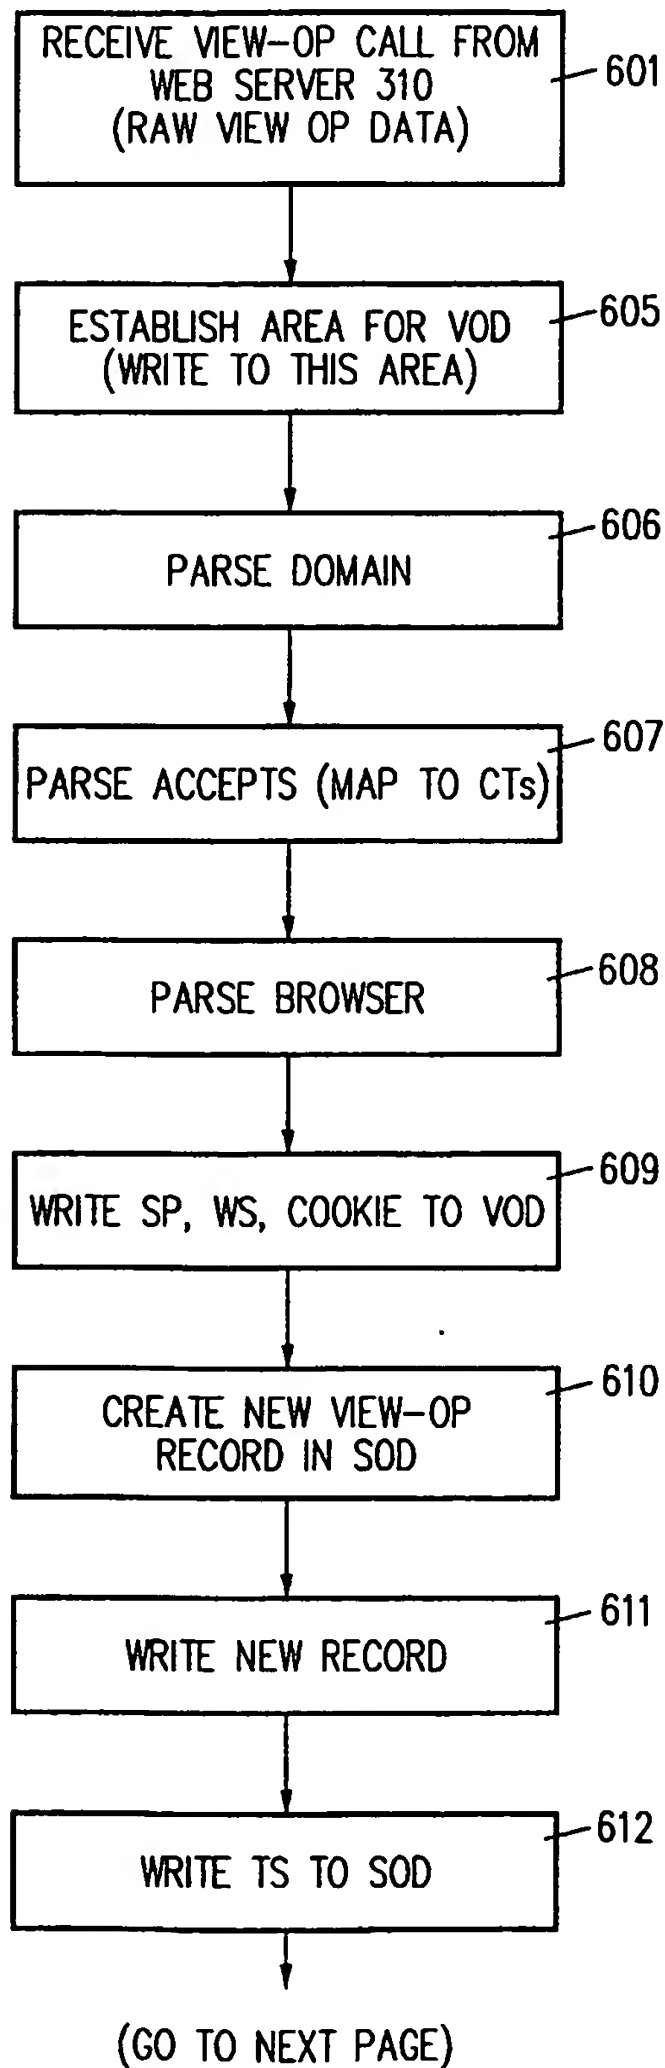 RECEIVE VIEW-OP CALL FROM
WEB SERVER 310
(RAW VIEW OP DATA)
601
ESTABLISH AREA FOR VOD
(WRITE TO THIS AREA)
605
PARSE DOMAIN
606
PARSE ACCEPTS (MAP TO CTs)
607
PARSE BROWSER
608
WRITE SP, WS, COOKIE TO VOD
609
CREATE NEW VIEW-OP
RECORD IN SOD
610
WRITE NEW RECORD
611
WRITE TS TO SOD
612
(GO TO NEXT PAGE)